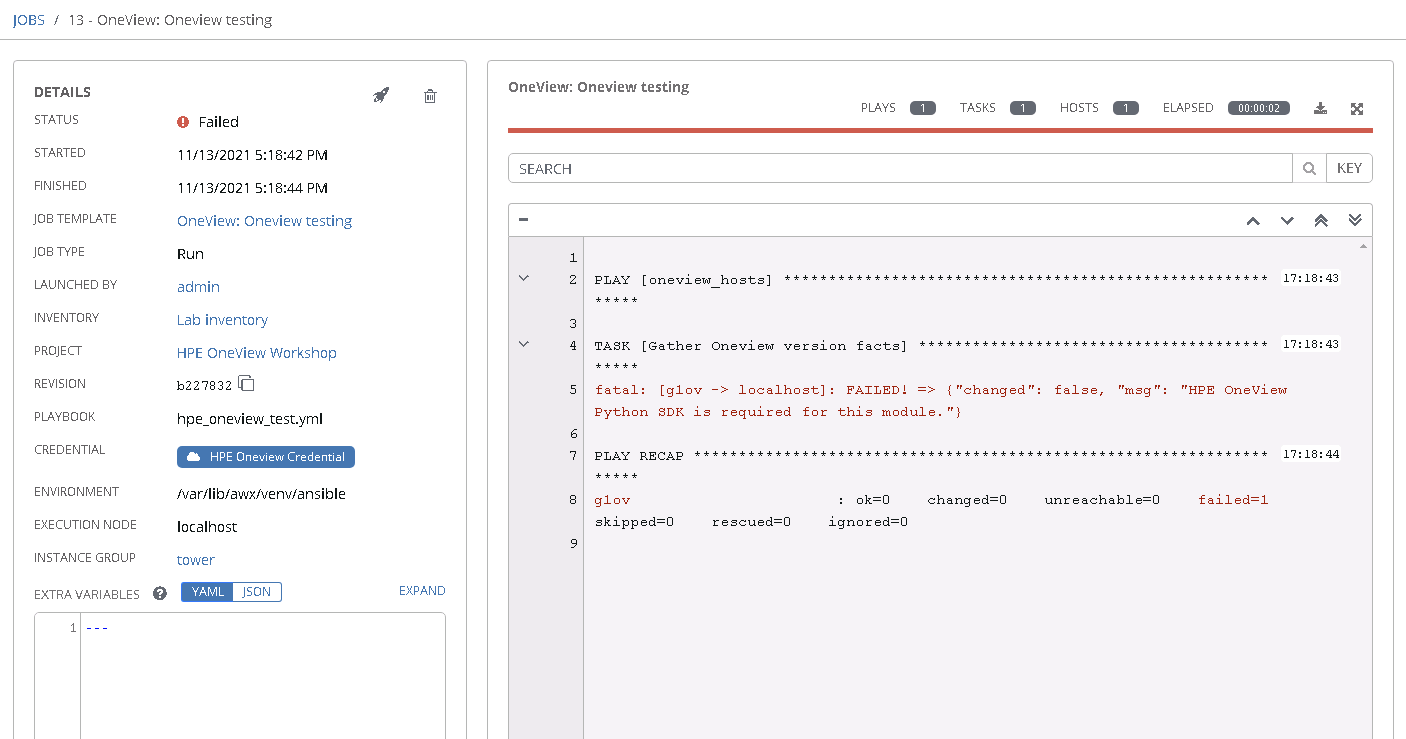 JOBS / 13 - OneView: Oneview testing
DETAILS
STATUS Failed
STARTED 11/13/2021 5:18:42 PM
FINISHED 11/13/2021 5:18:44 PM
JOB TEMPLATE OneView: Oneview testing
JOB TYPE Run
LAUNCHED BY admin
INVENTORY Lab inventory
PROJECT HPE OneView Workshop
REVISION b227832
PLAYBOOK hpe_oneview_test.yml
CREDENTIAL HPE Oneview Credential
ENVIRONMENT /var/lib/awx/venv/ansible
EXECUTION NODE localhost
INSTANCE GROUP tower
EXTRA VARIABLES ? YAML JSON EXPAND
1 ---
OneView: Oneview testing
PLAYS 1 TASKS 1 HOSTS 1 ELAPSED 00:00:02
SEARCH KEY
1
2 PLAY [oneview_hosts] ****************************************************** 17:18:43
*****
3
4 TASK [Gather Oneview version facts] *************************************** 17:18:43
*****
5 fatal: [g1ov -> localhost]: FAILED! => {"changed": false, "msg": "HPE OneView
Python SDK is required for this module."}
6
7 PLAY RECAP **************************************************************** 17:18:44
*****
8 g1ov : ok=0 changed=0 unreachable=0 failed=1
skipped=0 rescued=0 ignored=0
9